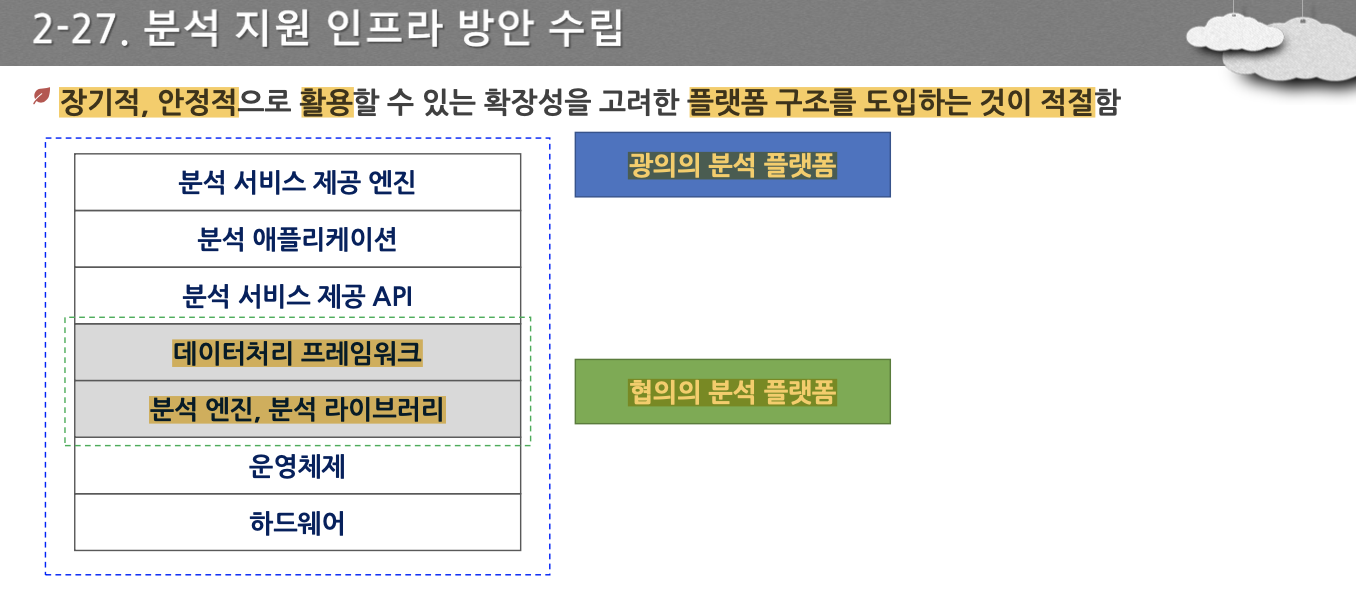 2-27. 분석 지원 인프라 방안 수립
장기적, 안정적으로 활용할 수 있는 확장성을 고려한 플랫폼 구조를 도입하는 것이 적절함
분석 서비스 제공 엔진
분석 애플리케이션
분석 서비스 제공 API
데이터처리 프레임워크
분석 엔진, 분석 라이브러리
운영체제
하드웨어
광의의 분석 플랫폼
협의의 분석 플랫폼